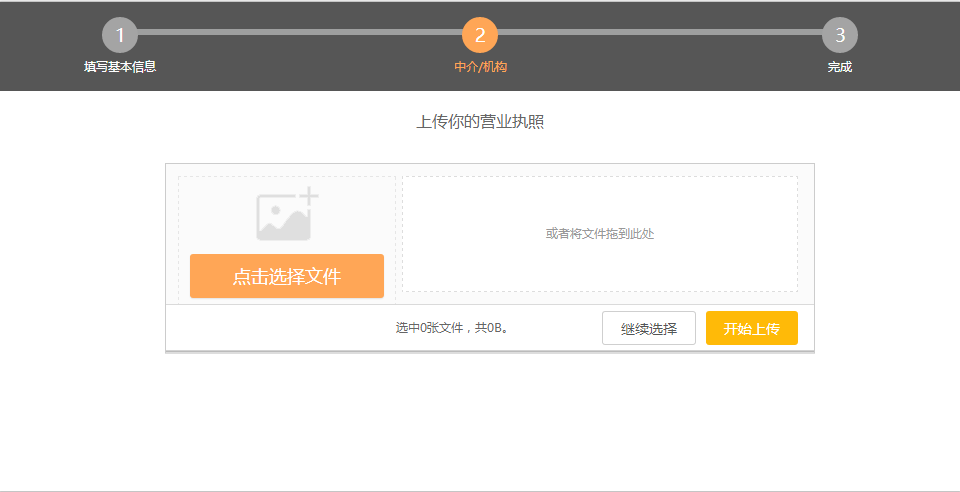 1
2
3
填写基本信息
中介/机构
完成
上传你的营业执照
点击选择文件
或者将文件拖到此处
选中0张文件，共0B。
继续选择
开始上传